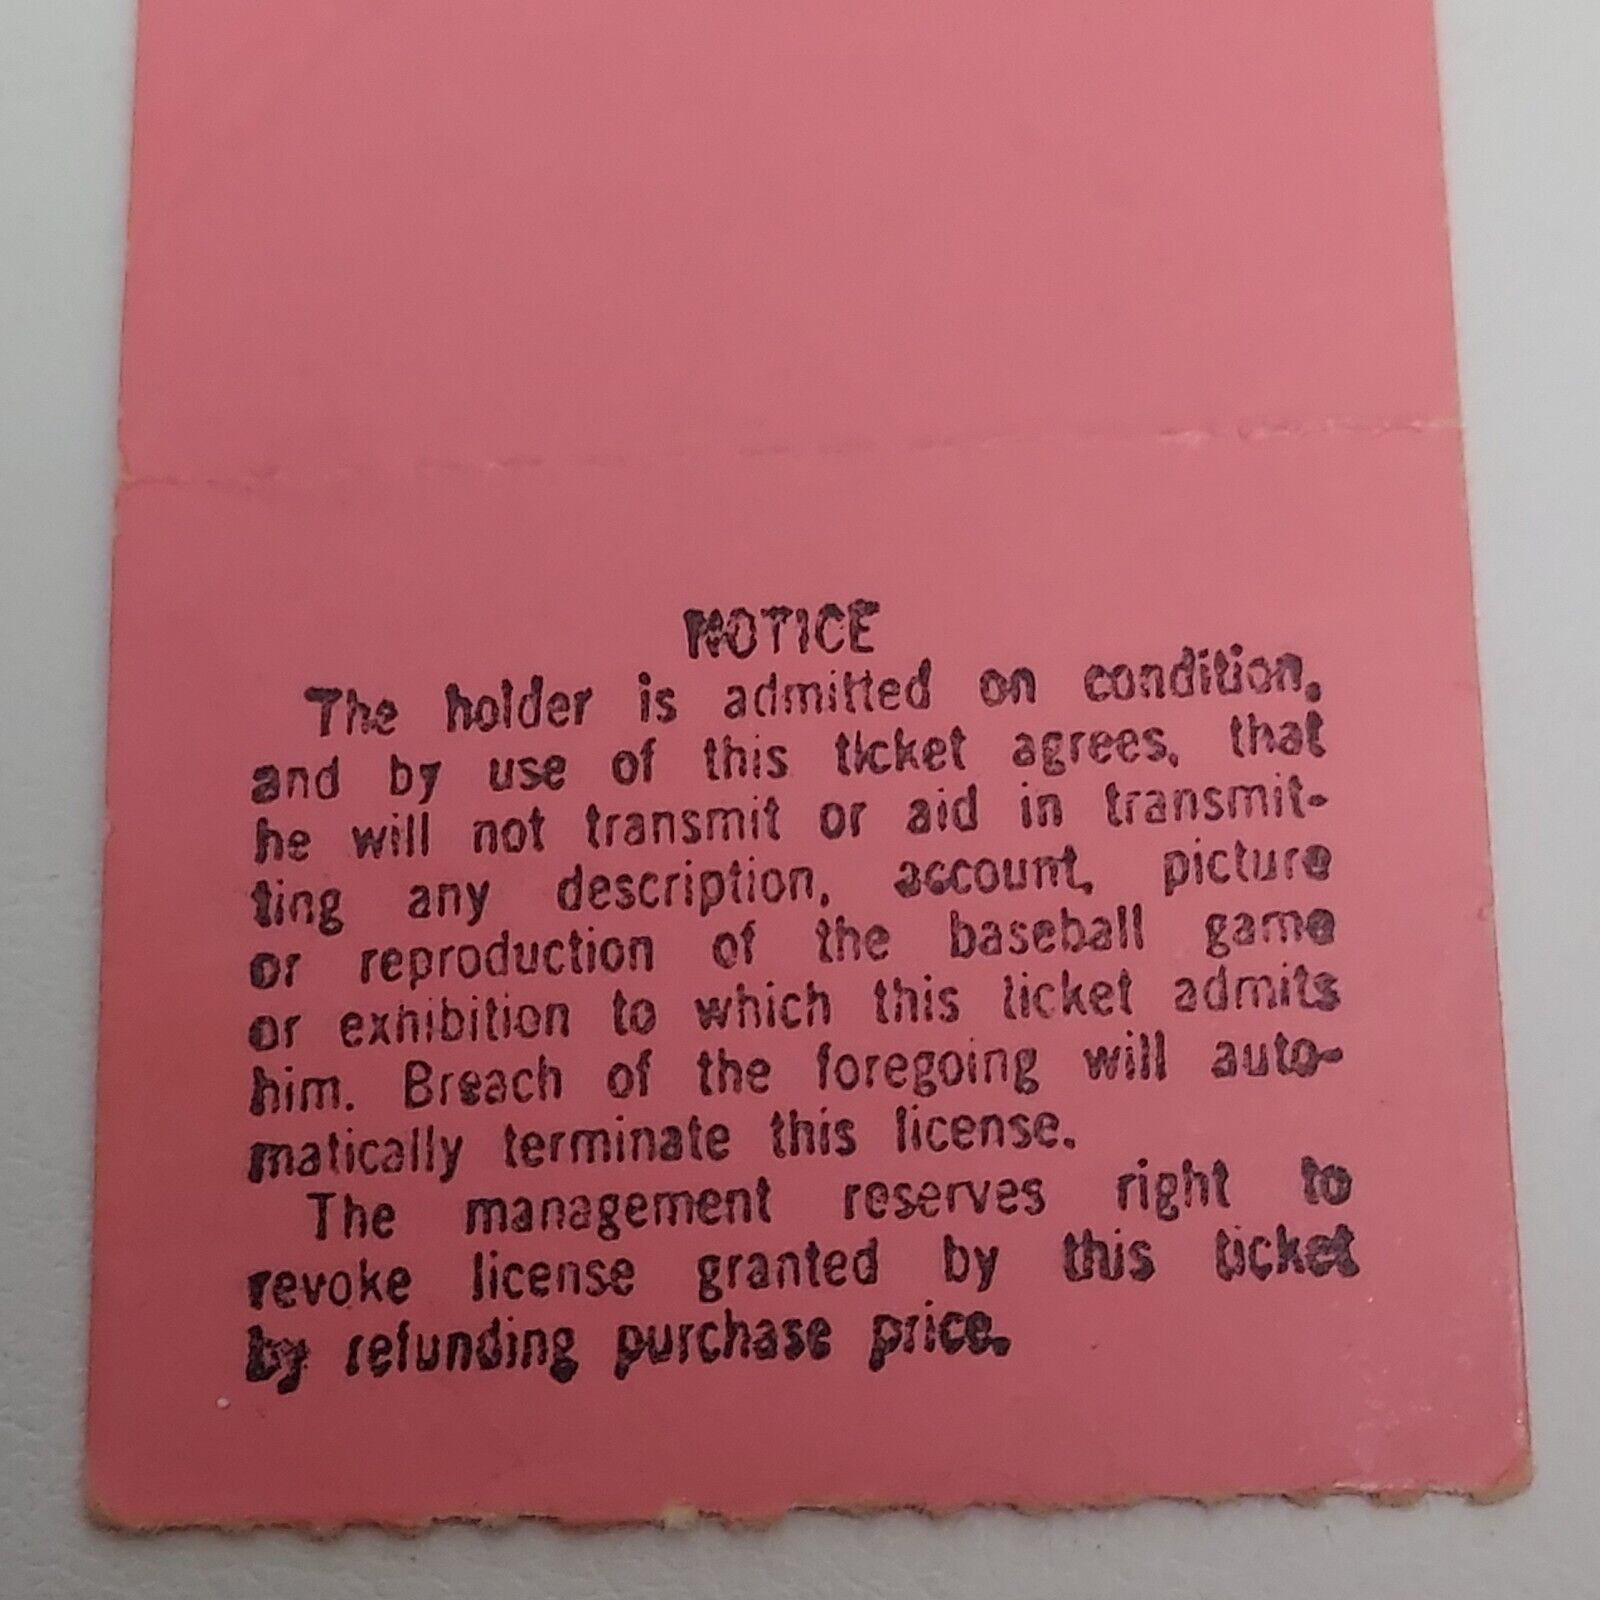 NOTICE
The holder is admitted on condition,
and by use of this ticket agrees, that
he will not transmit or aid in transmit-
ting any description, account, picture
or reproduction of the baseball game
or exhibition to which this ticket admits
him. Breach of the foregoing will auto-
matically terminate this license.
The management reserves right to
revoke license granted by this ticket
by refunding purchase price.